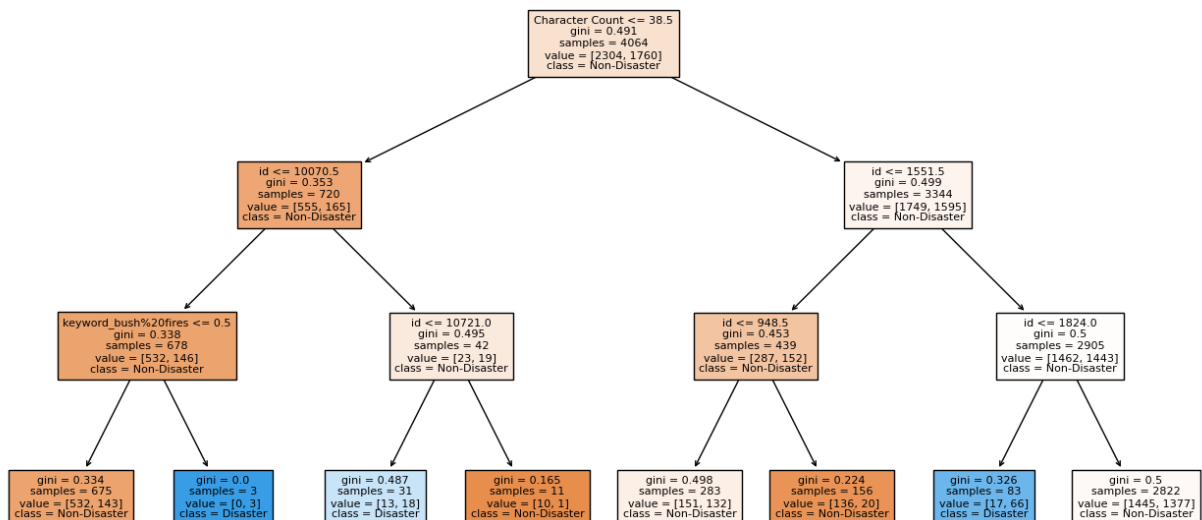 Character Count <= 38.5
gini = 0.491
samples = 4064
value = [2304, 1760]
class = Non-Disaster
id <= 10070.5
gini = 0.353
samples = 720
value = [555, 165]
class = Non-Disaster
id <= 1551.5
gini = 0.499
samples = 3344
value = [1749, 1595]
class = Non-Disaster
keyword_bush%20fires <= 0.5
gini = 0.338
samples = 678
value = [532, 146]
class = Non-Disaster
id <= 10721.0
gini = 0.495
samples = 42
value = [23, 19]
class = Non-Disaster
id <= 948.5
gini = 0.453
samples = 439
value = [287, 152]
class = Non-Disaster
id <= 1824.0
gini = 0.5
samples = 2905
value = [1462, 1443]
class = Non-Disaster
gini = 0.334
samples = 675
value = [532, 143]
class = Non-Disaster
gini = 0.0
samples = 3
value = [0, 3]
class = Disaster
gini = 0.487
samples = 31
value = [13, 18]
class = Disaster
gini = 0.165
samples = 11
value = [10, 1]
class = Non-Disaster
gini = 0.498
samples = 283
value = [151, 132]
class = Non-Disaster
gini = 0.224
samples = 156
value = [136, 20]
class = Non-Disaster
gini = 0.326
samples = 83
value = [17, 66]
class = Disaster
gini = 0.5
samples = 2822
value = [1445, 1377]
class = Non-Disaster